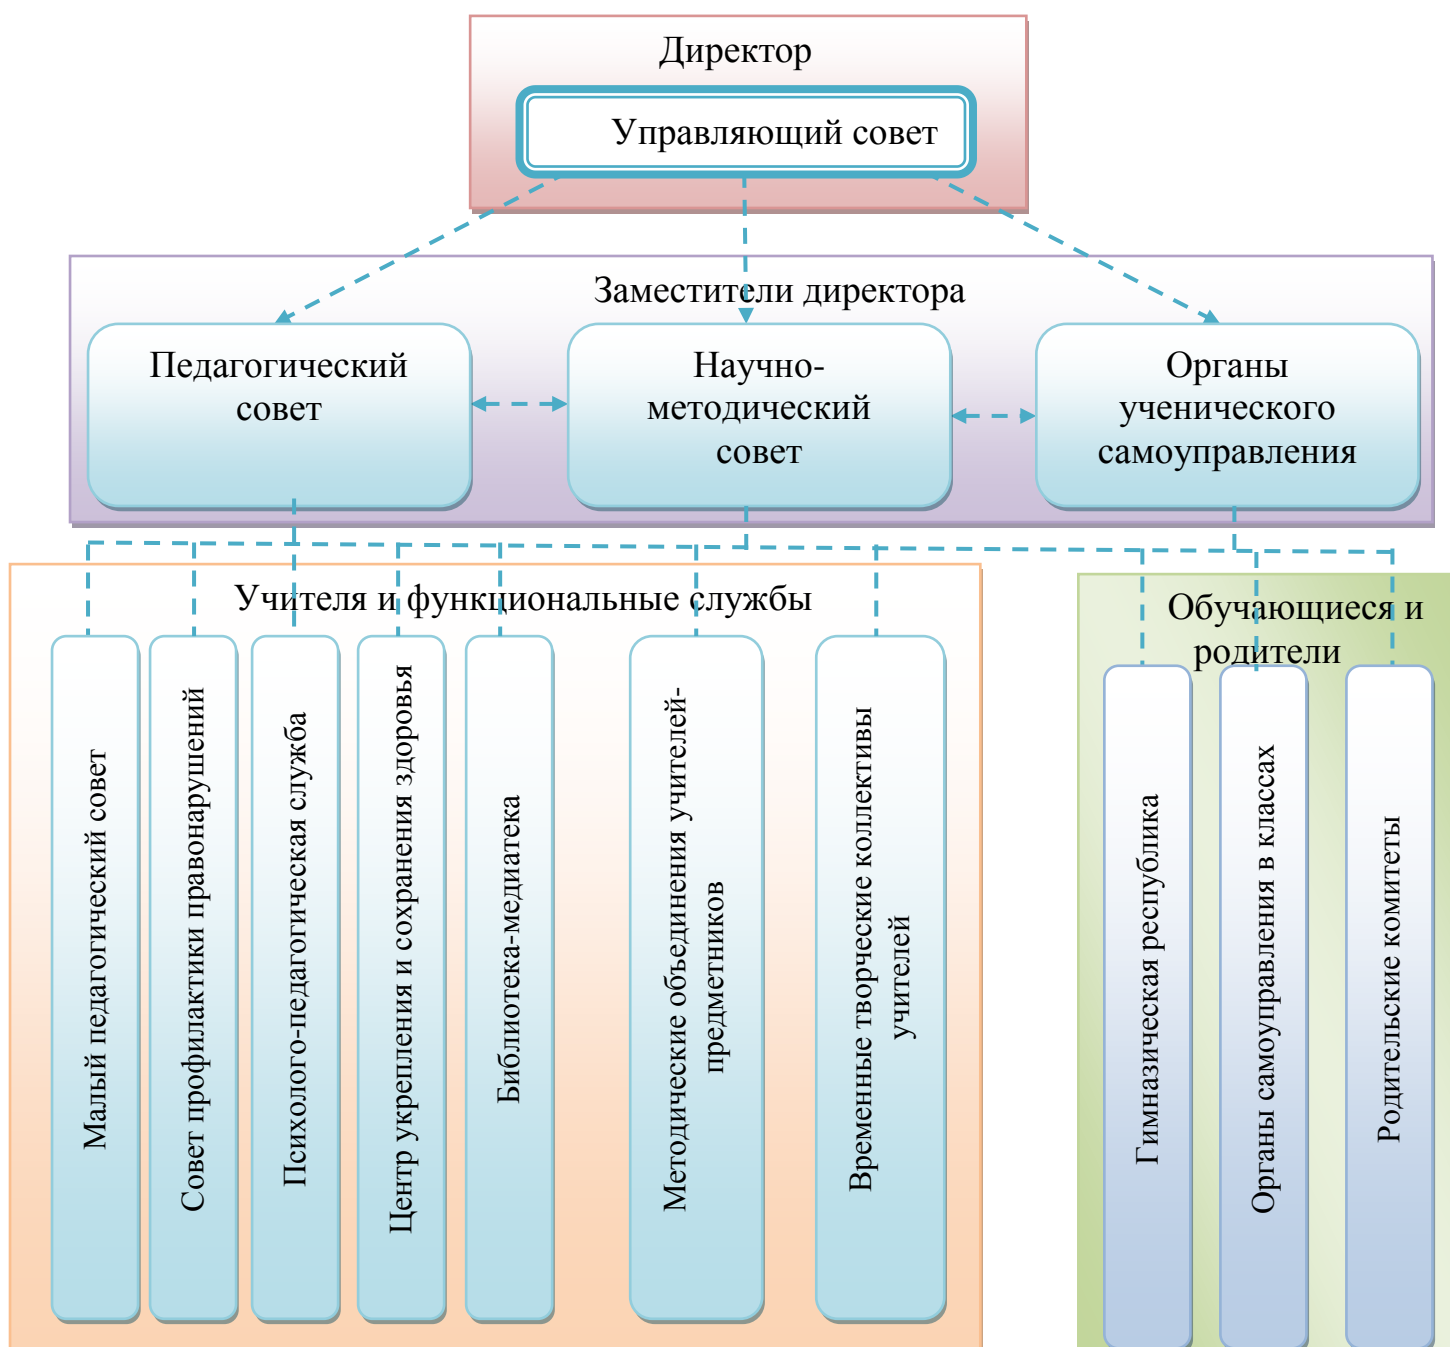 Директор
Управляющий совет
Заместители директора
Педагогический
совет
Научно-
методический
совет
Органы
ученического
самоуправления
Учителя и функциональные службы
Малый педагогический совет
Совет профилактики правонарушений
Психолого-педагогическая служба
Центр укрепления и сохранения здоровья
Библиотека-медиатека
Методические объединения учителей-
предметников
Временные творческие коллективы
учителей
Обучающиеся и
родители
Гимназическая республика
Органы самоуправления в классах
Родительские комитеты